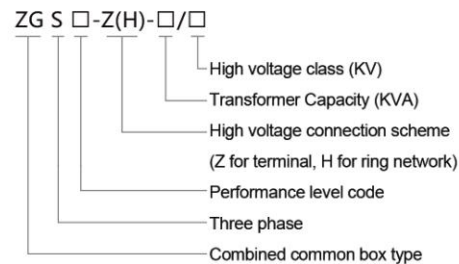 ZG S □-Z(H)-□/□
High voltage class (KV)
Transformer Capacity (KVA)
High voltage connection scheme
(Z for terminal, H for ring network)
Performance level code
Three phase
Combined common box type